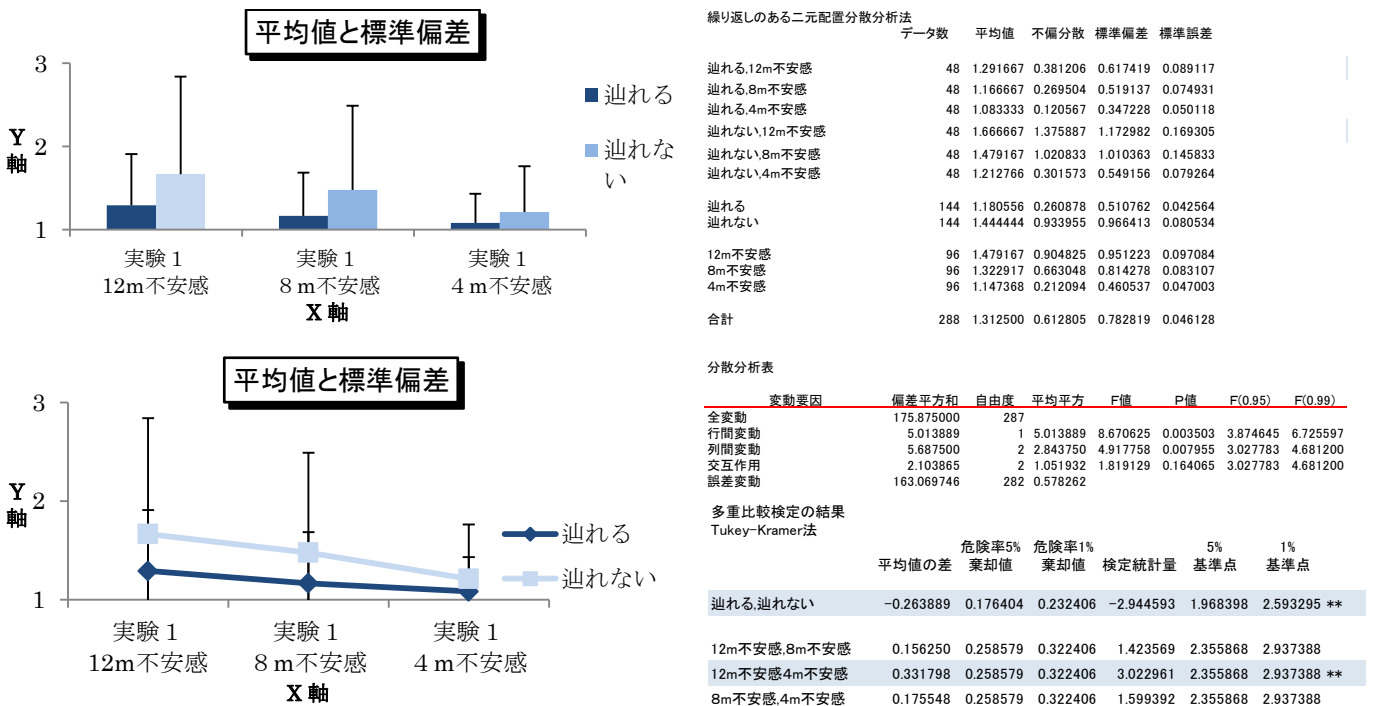 平均値と標準偏差
3
2
1
Y
軸
辿れる
辿れな
い
実験１
12m不安感
実験１
８ｍ不安感
実験１
４ｍ不安感
X 軸
平均値と標準偏差
3
2
1
Y
軸
辿れる
辿れない
実験１
12m不安感
実験１
８ｍ不安感
実験１
４ｍ不安感
X 軸
繰り返しのある二元配置分散分析法
データ数 平均値 不偏分散 標準偏差 標準誤差
辿れる,12m不安感 48 1.291667 0.381206 0.617419 0.089117
辿れる,8m不安感 48 1.166667 0.269504 0.519137 0.074931
辿れる,4m不安感 48 1.083333 0.120567 0.347228 0.050118
辿れない,12m不安感 48 1.666667 1.375887 1.172982 0.169305
辿れない,8m不安感 48 1.479167 1.020833 1.010363 0.145833
辿れない,4m不安感 48 1.212766 0.301573 0.549156 0.079264
辿れる 144 1.180556 0.260878 0.510762 0.042564
辿れない 144 1.444444 0.933955 0.966413 0.080534
12m不安感 96 1.479167 0.904825 0.951223 0.097084
8m不安感 96 1.322917 0.663048 0.814278 0.083107
4m不安感 96 1.147368 0.212094 0.460537 0.047003
合計 288 1.312500 0.612805 0.782819 0.046128
分散分析表
変動要因 偏差平方和 自由度 平均平方 F値 P値 F(0.95) F(0.99)
全変動 175.875000 287
行間変動 5.013889 1 5.013889 8.670625 0.003503 3.874645 6.725597
列間変動 5.687500 2 2.843750 4.917758 0.007955 3.027783 4.681200
交互作用 2.103865 2 1.051932 1.819129 0.164065 3.027783 4.681200
誤差変動 163.069746 282 0.578262
多重比較検定の結果
Tukey-Kramer法
危険率5% 危険率1% 5% 1%
平均値の差 棄却値 棄却値 検定統計量 基準点 基準点
辿れる,辿れない -0.263889 0.176404 0.232406 -2.944593 1.968398 2.593295 **
12m不安感,8m不安感 0.156250 0.258579 0.322406 1.423569 2.355868 2.937388
12m不安感4m不安感 0.331798 0.258579 0.322406 3.022961 2.355868 2.937388 **
8m不安感,4m不安感 0.175548 0.258579 0.322406 1.599392 2.355868 2.937388